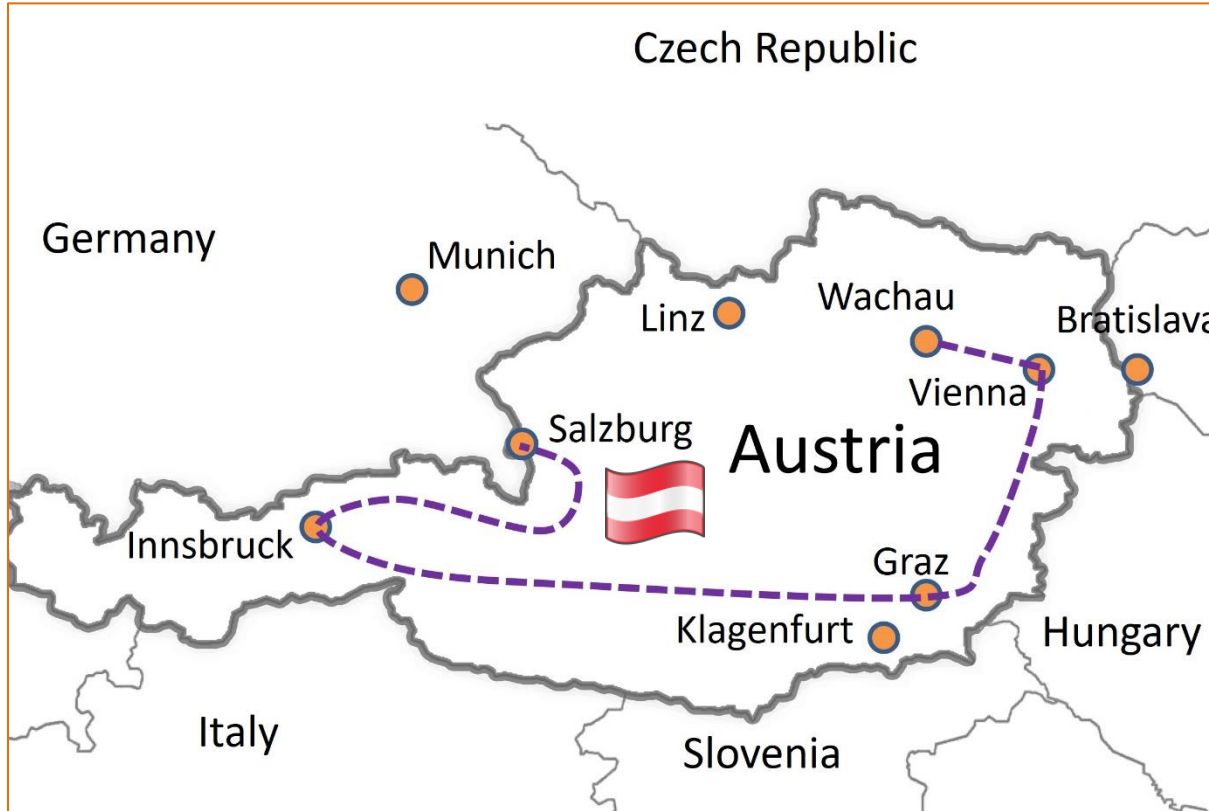 Czech Republic
Germany
Munich
Linz
Wachau
Bratislava
Vienna
Salzburg
Austria
Innsbruck
Graz
Klagenfurt
Hungary
Italy
Slovenia